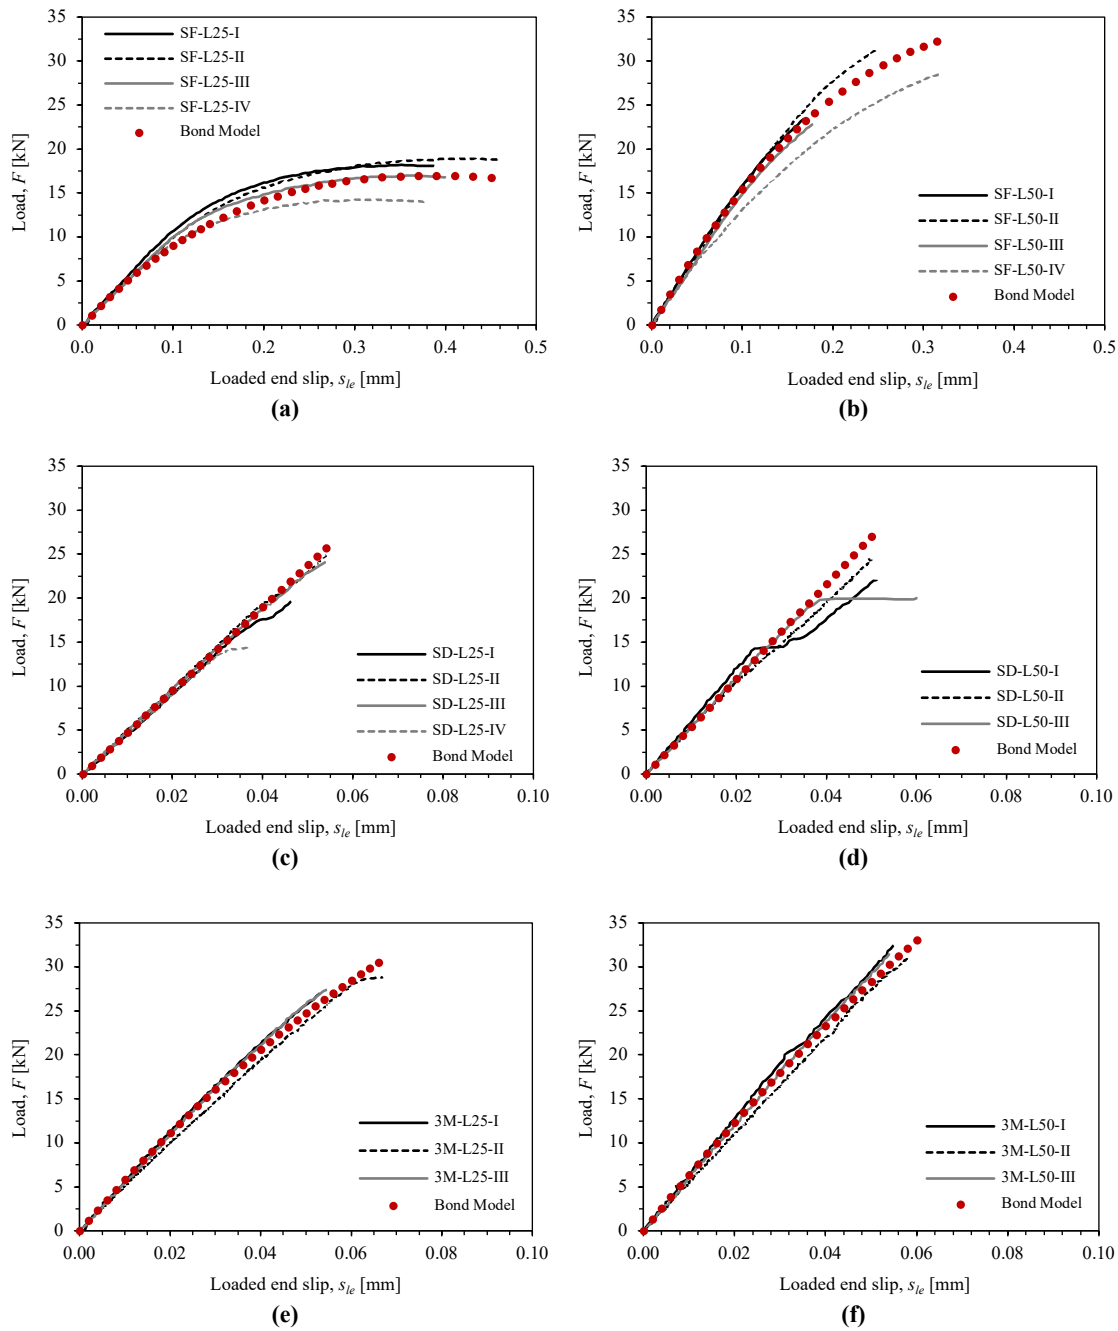 35
30
25
20
15
10
5
0
Load, F [kN]
SF-L25-I
SF-L25-II
SF-L25-III
SF-L25-IV
Bond Model
0.0 0.1 0.2 0.3 0.4 0.5
Loaded end slip, sle [mm]
(a)
35
30
25
20
15
10
5
0
Load, F [kN]
SF-L50-I
SF-L50-II
SF-L50-III
SF-L50-IV
Bond Model
0.0 0.1 0.2 0.3 0.4 0.5
Loaded end slip, sle [mm]
(b)
35
30
25
20
15
10
5
0
Load, F [kN]
SD-L25-I
SD-L25-II
SD-L25-III
SD-L25-IV
Bond Model
0.00 0.02 0.04 0.06 0.08 0.10
Loaded end slip, sle [mm]
(c)
35
30
25
20
15
10
5
0
Load, F [kN]
SD-L50-I
SD-L50-II
SD-L50-III
Bond Model
0.00 0.02 0.04 0.06 0.08 0.10
Loaded end slip, sle [mm]
(d)
35
30
25
20
15
10
5
0
Load, F [kN]
3M-L25-I
3M-L25-II
3M-L25-III
Bond Model
0.00 0.02 0.04 0.06 0.08 0.10
Loaded end slip, sle [mm]
(e)
35
30
25
20
15
10
5
0
Load, F [kN]
3M-L50-I
3M-L50-II
3M-L50-III
Bond Model
0.00 0.02 0.04 0.06 0.08 0.10
Loaded end slip, sle [mm]
(f)